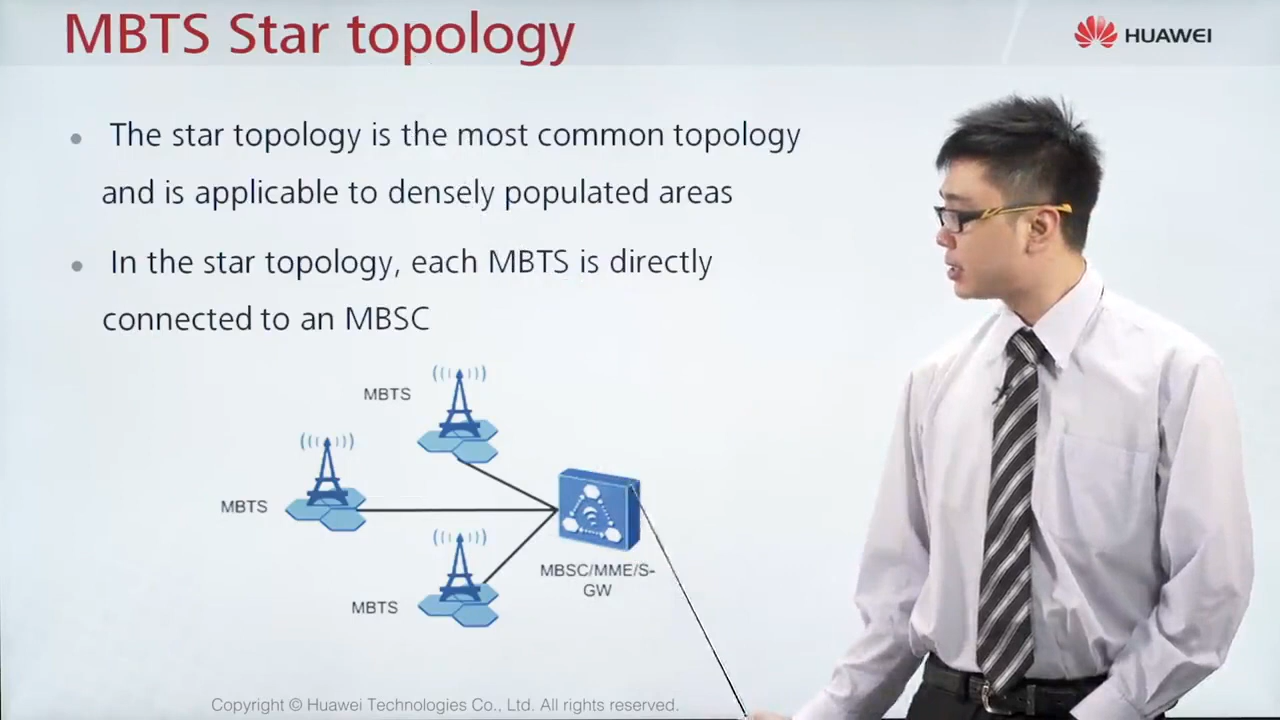 MBTS Star topology
HUAWEI
The star topology is the most common topology
and is applicable to densely populated areas
In the star topology, each MBTS is directly
connected to an MBSC
MBTS
MBTS
MBTS
MBSC/MME/S-
GW
Copyright © Huawei Technologies Co., Ltd. All rights reserved.